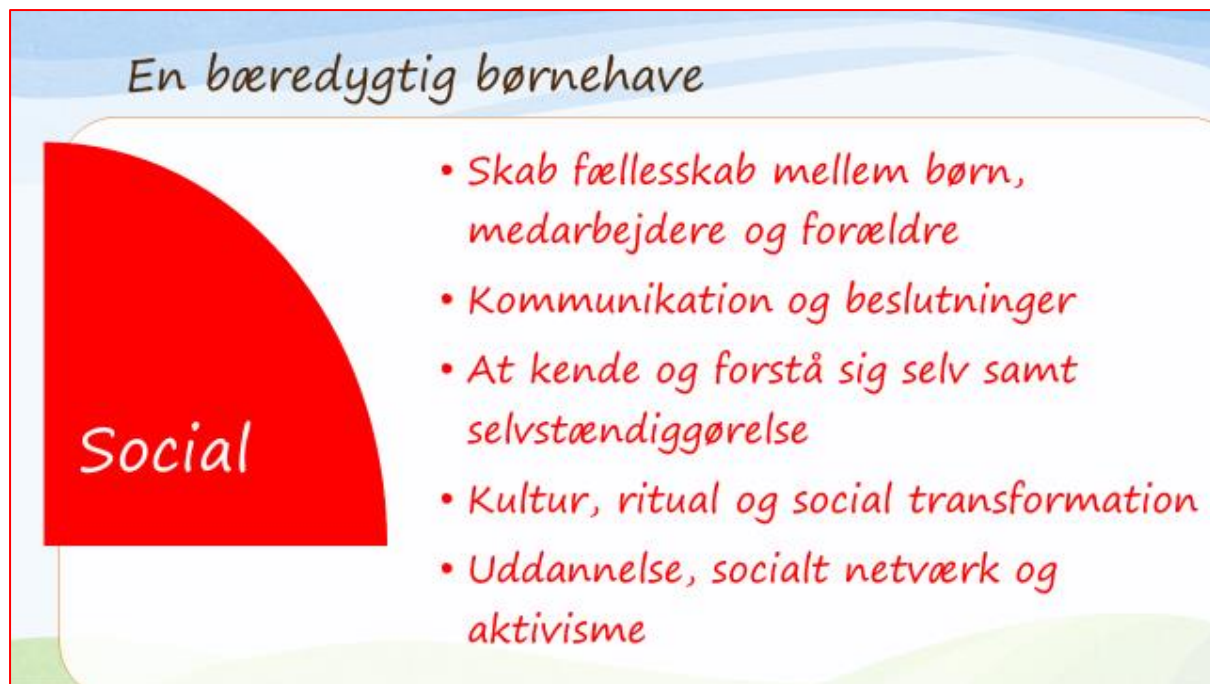 En bæredygtig børnehave
• Skab fællesskab mellem børn,
medarbejdere og forældre
• Kommunikation og beslutninger
• At kende og forstå sig selv samt
selvstændiggørelse
• Kultur, ritual og social transformation
• Uddannelse, socialt netværk og
aktivisme
Social